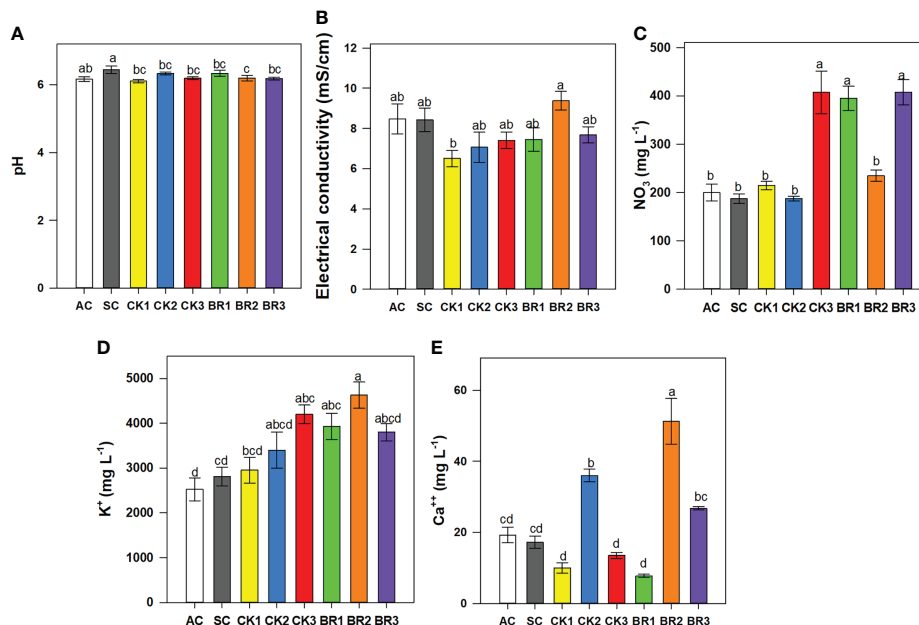 A
pH
6
4
2
0
ab
a
bc
bc
bc
bc
c
bc
AC SC CK1 CK2 CK3 BR1 BR2 BR3
B
Electrical conductivity (mS/cm)
12
10
8
6
4
2
0
ab
ab
b
ab
ab
ab
a
ab
AC SC CK1 CK2 CK3 BR1 BR2 BR3
C
NO₃ (mg L⁻¹)
500
400
300
200
100
0
b
b
b
b
a
a
b
a
AC SC CK1 CK2 CK3 BR1 BR2 BR3
D
K⁺ (mg L⁻¹)
5000
4000
3000
2000
1000
0
d
cd
bcd
abcd
abc
abc
a
abcd
AC SC CK1 CK2 CK3 BR1 BR2 BR3
E
Ca⁺⁺ (mg L⁻¹)
60
40
20
0
cd
cd
d
b
d
d
a
bc
AC SC CK1 CK2 CK3 BR1 BR2 BR3